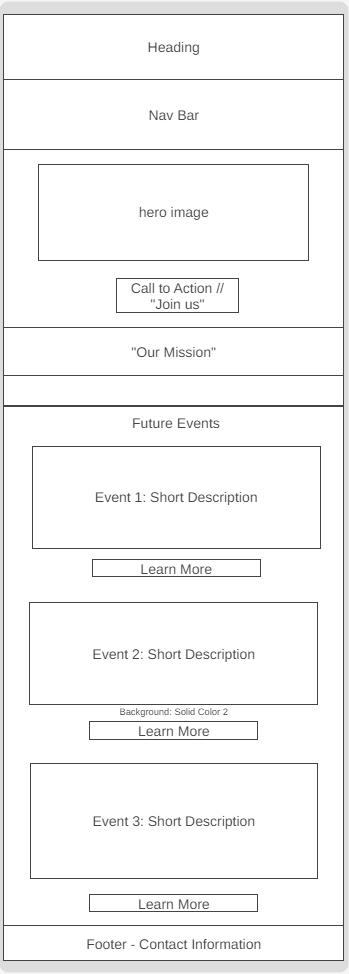 Heading
Nav Bar
hero image
Call to Action //
"Join us"
"Our Mission"
Future Events
Event 1: Short Description
Learn More
Event 2: Short Description
Background: Solid Color 2
Learn More
Event 3: Short Description
Learn More
Footer - Contact Information